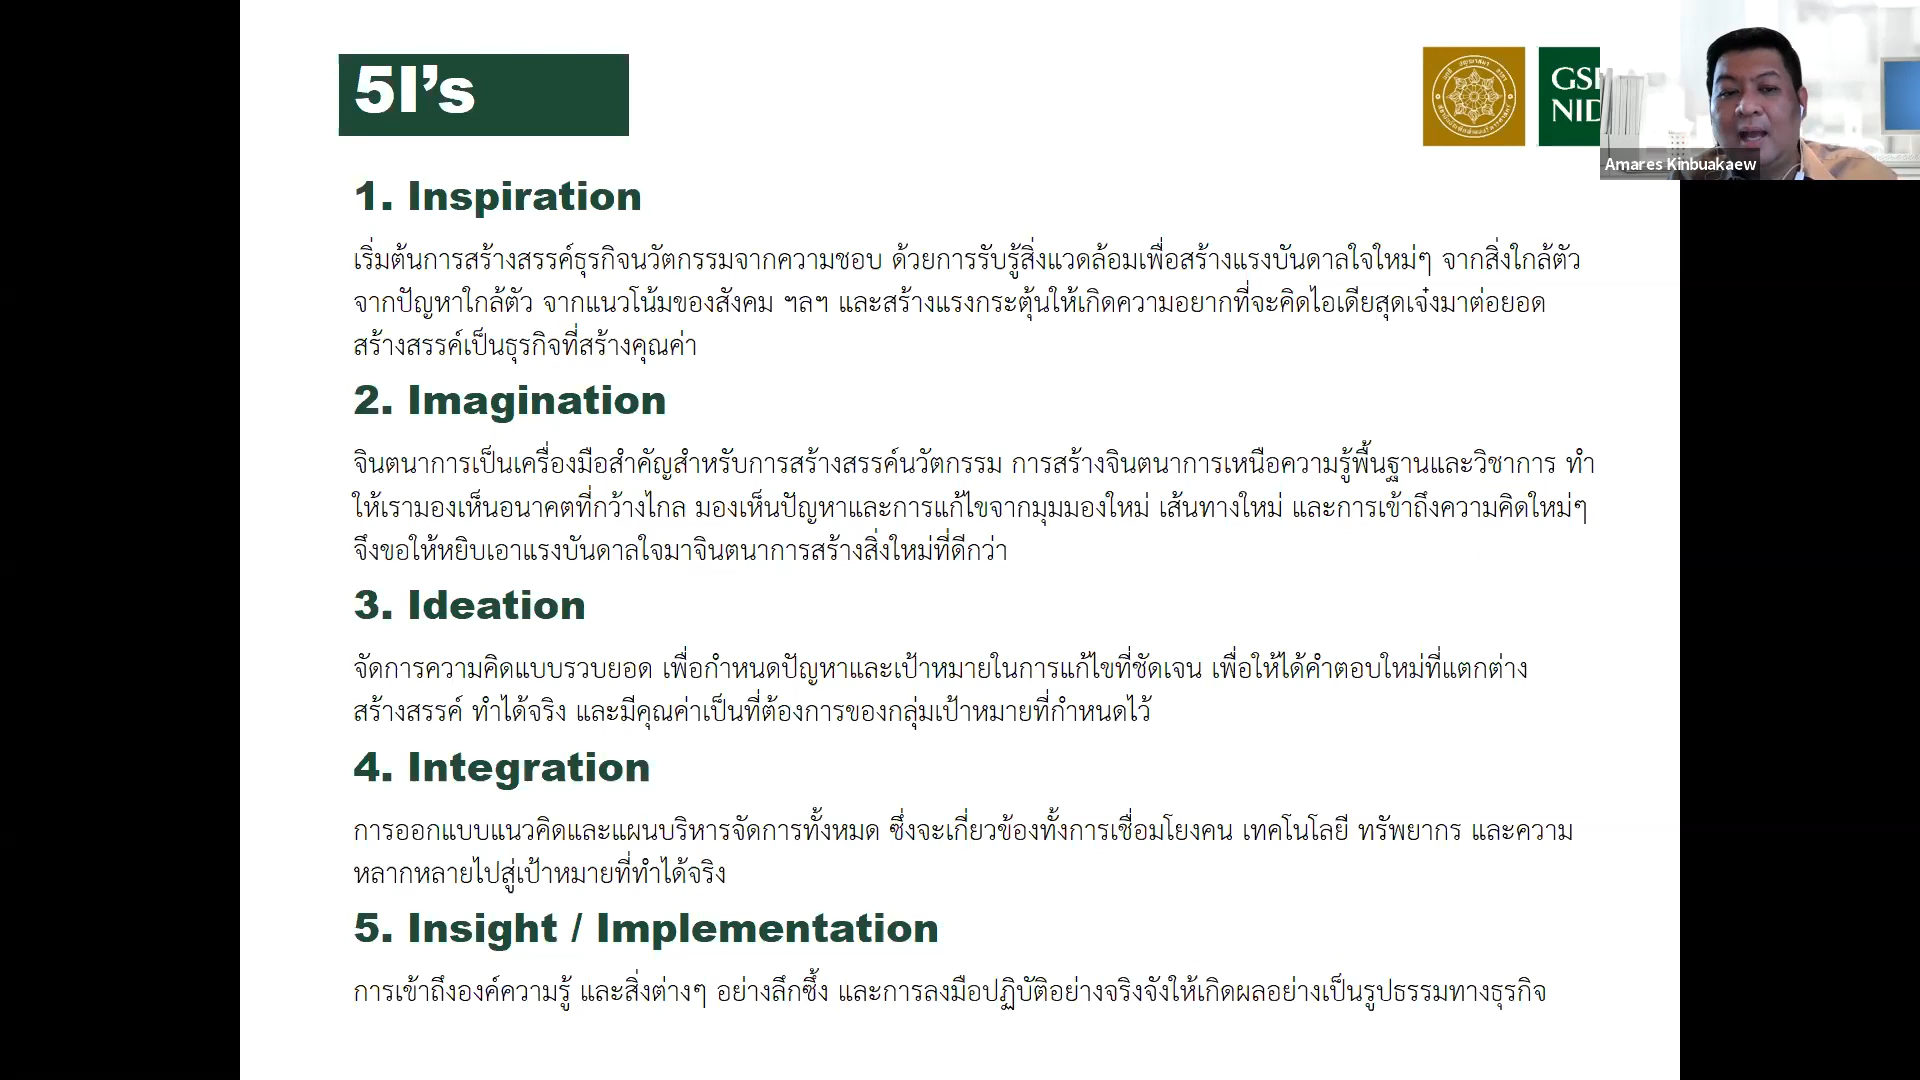 5I’s
GSB
NID
Amares Kinbuakaew
1. Inspiration
เริ่มต้นการสร้างสรรค์ธุรกิจนวัตกรรมจากความชอบ ด้วยการรับรู้สิ่งแวดล้อมเพื่อสร้างแรงบันดาลใจใหม่ๆ จากสิ่งใกล้ตัว
จากปัญหาใกล้ตัว จากแนวโน้มของสังคม ฯลฯ และสร้างแรงกระตุ้นให้เกิดความอยากที่จะคิดไอเดียสุดเจ๋งมาต่อยอด
สร้างสรรค์เป็นธุรกิจที่สร้างคุณค่า
2. Imagination
จินตนาการเป็นเครื่องมือสำคัญสำหรับการสร้างสรรค์นวัตกรรม การสร้างจินตนาการเหนือความรู้พื้นฐานและวิชาการ ทำ
ให้เรามองเห็นอนาคตที่กว้างไกล มองเห็นปัญหาและการแก้ไขจากมุมมองใหม่ เส้นทางใหม่ และการเข้าถึงความคิดใหม่ๆ
จึงขอให้หยิบเอาแรงบันดาลใจมาจินตนาการสร้างสิ่งใหม่ที่ดีกว่า
3. Ideation
จัดการความคิดแบบรวบยอด เพื่อกำหนดปัญหาและเป้าหมายในการแก้ไขที่ชัดเจน เพื่อให้ได้คำตอบใหม่ที่แตกต่าง
สร้างสรรค์ ทำได้จริง และมีคุณค่าเป็นที่ต้องการของกลุ่มเป้าหมายที่กำหนดไว้
4. Integration
การออกแบบแนวคิดและแผนบริหารจัดการทั้งหมด ซึ่งจะเกี่ยวข้องทั้งการเชื่อมโยงคน เทคโนโลยี ทรัพยากร และความ
หลากหลายไปสู่เป้าหมายที่ทำได้จริง
5. Insight / Implementation
การเข้าถึงองค์ความรู้ และสิ่งต่างๆ อย่างลึกซึ้ง และการลงมือปฏิบัติอย่างจริงจังให้เกิดผลอย่างเป็นรูปธรรมทางธุรกิจ